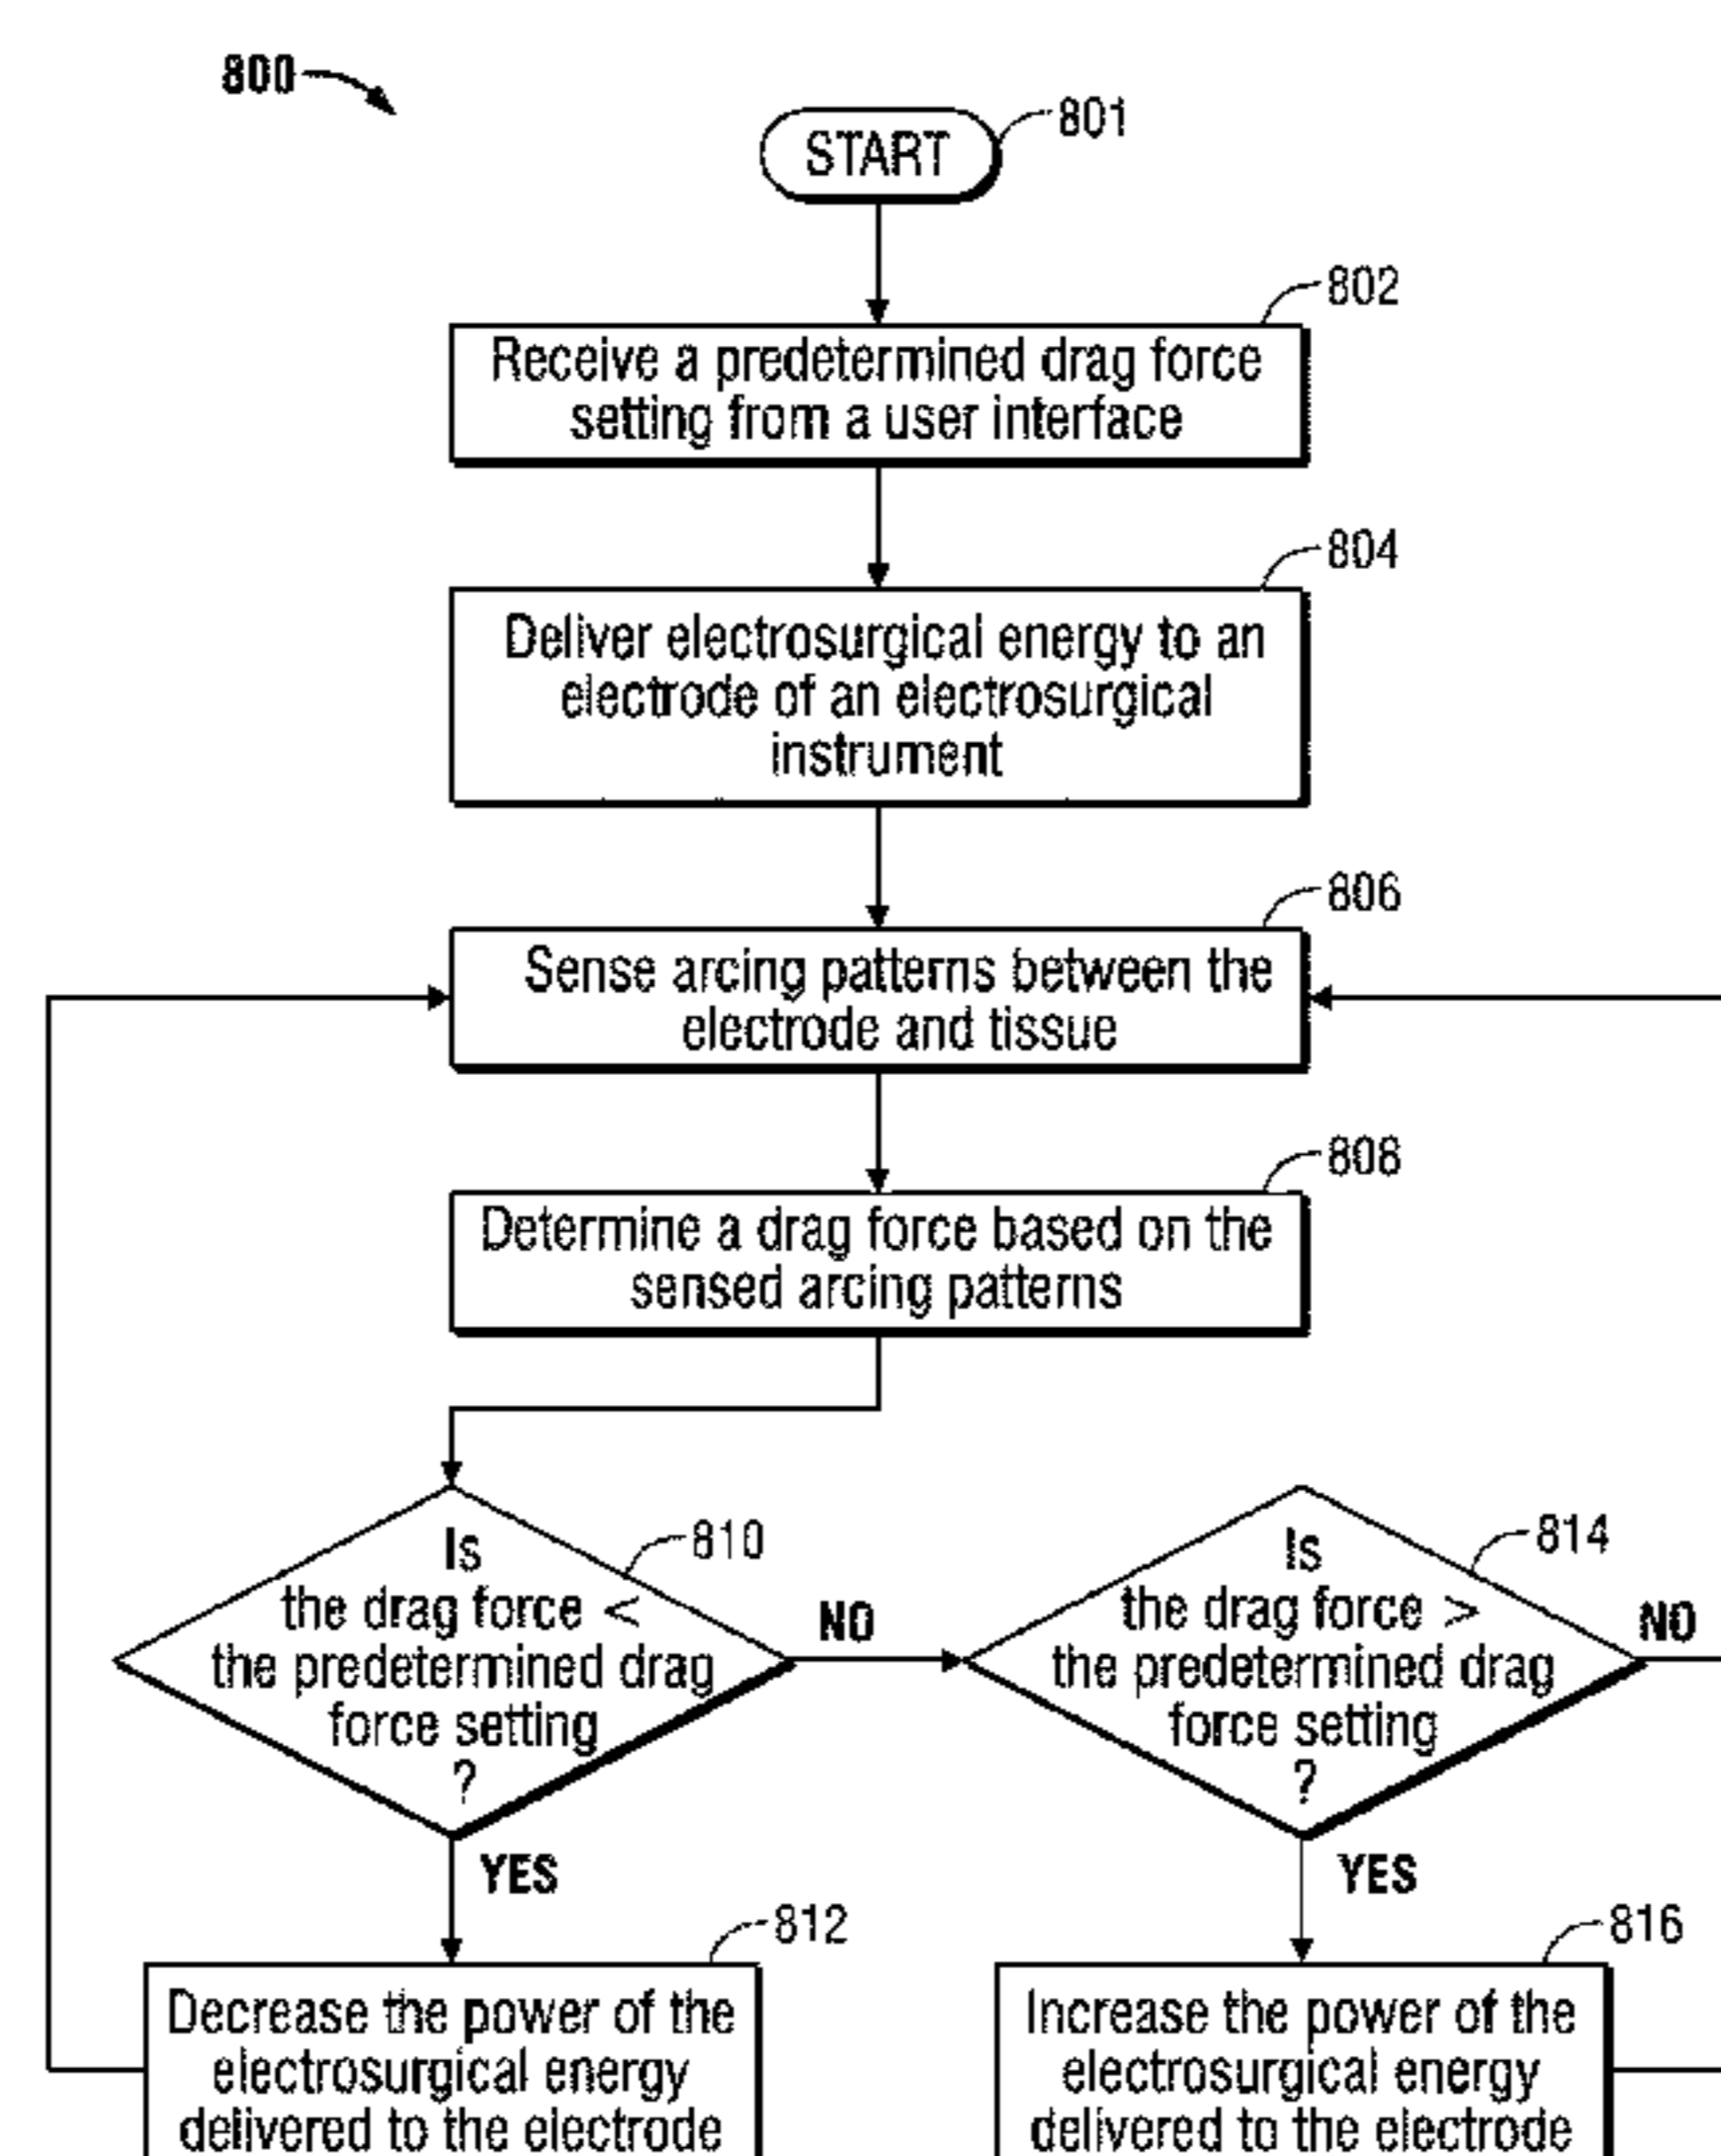 800
START
801
802
Receive a predetermined drag force
setting from a user interface
804
Deliver electrosurgical energy to an
electrode of an electrosurgical
instrument
806
Sense arcing patterns between the
electrode and tissue
808
Determine a drag force based on the
sensed arcing patterns
810
Is
the drag force <
the predetermined drag
force setting
?
NO
YES
814
Is
the drag force >
the predetermined drag
force setting
?
NO
YES
812
Decrease the power of the
electrosurgical energy
delivered to the electrode
816
Increase the power of the
electrosurgical energy
delivered to the electrode